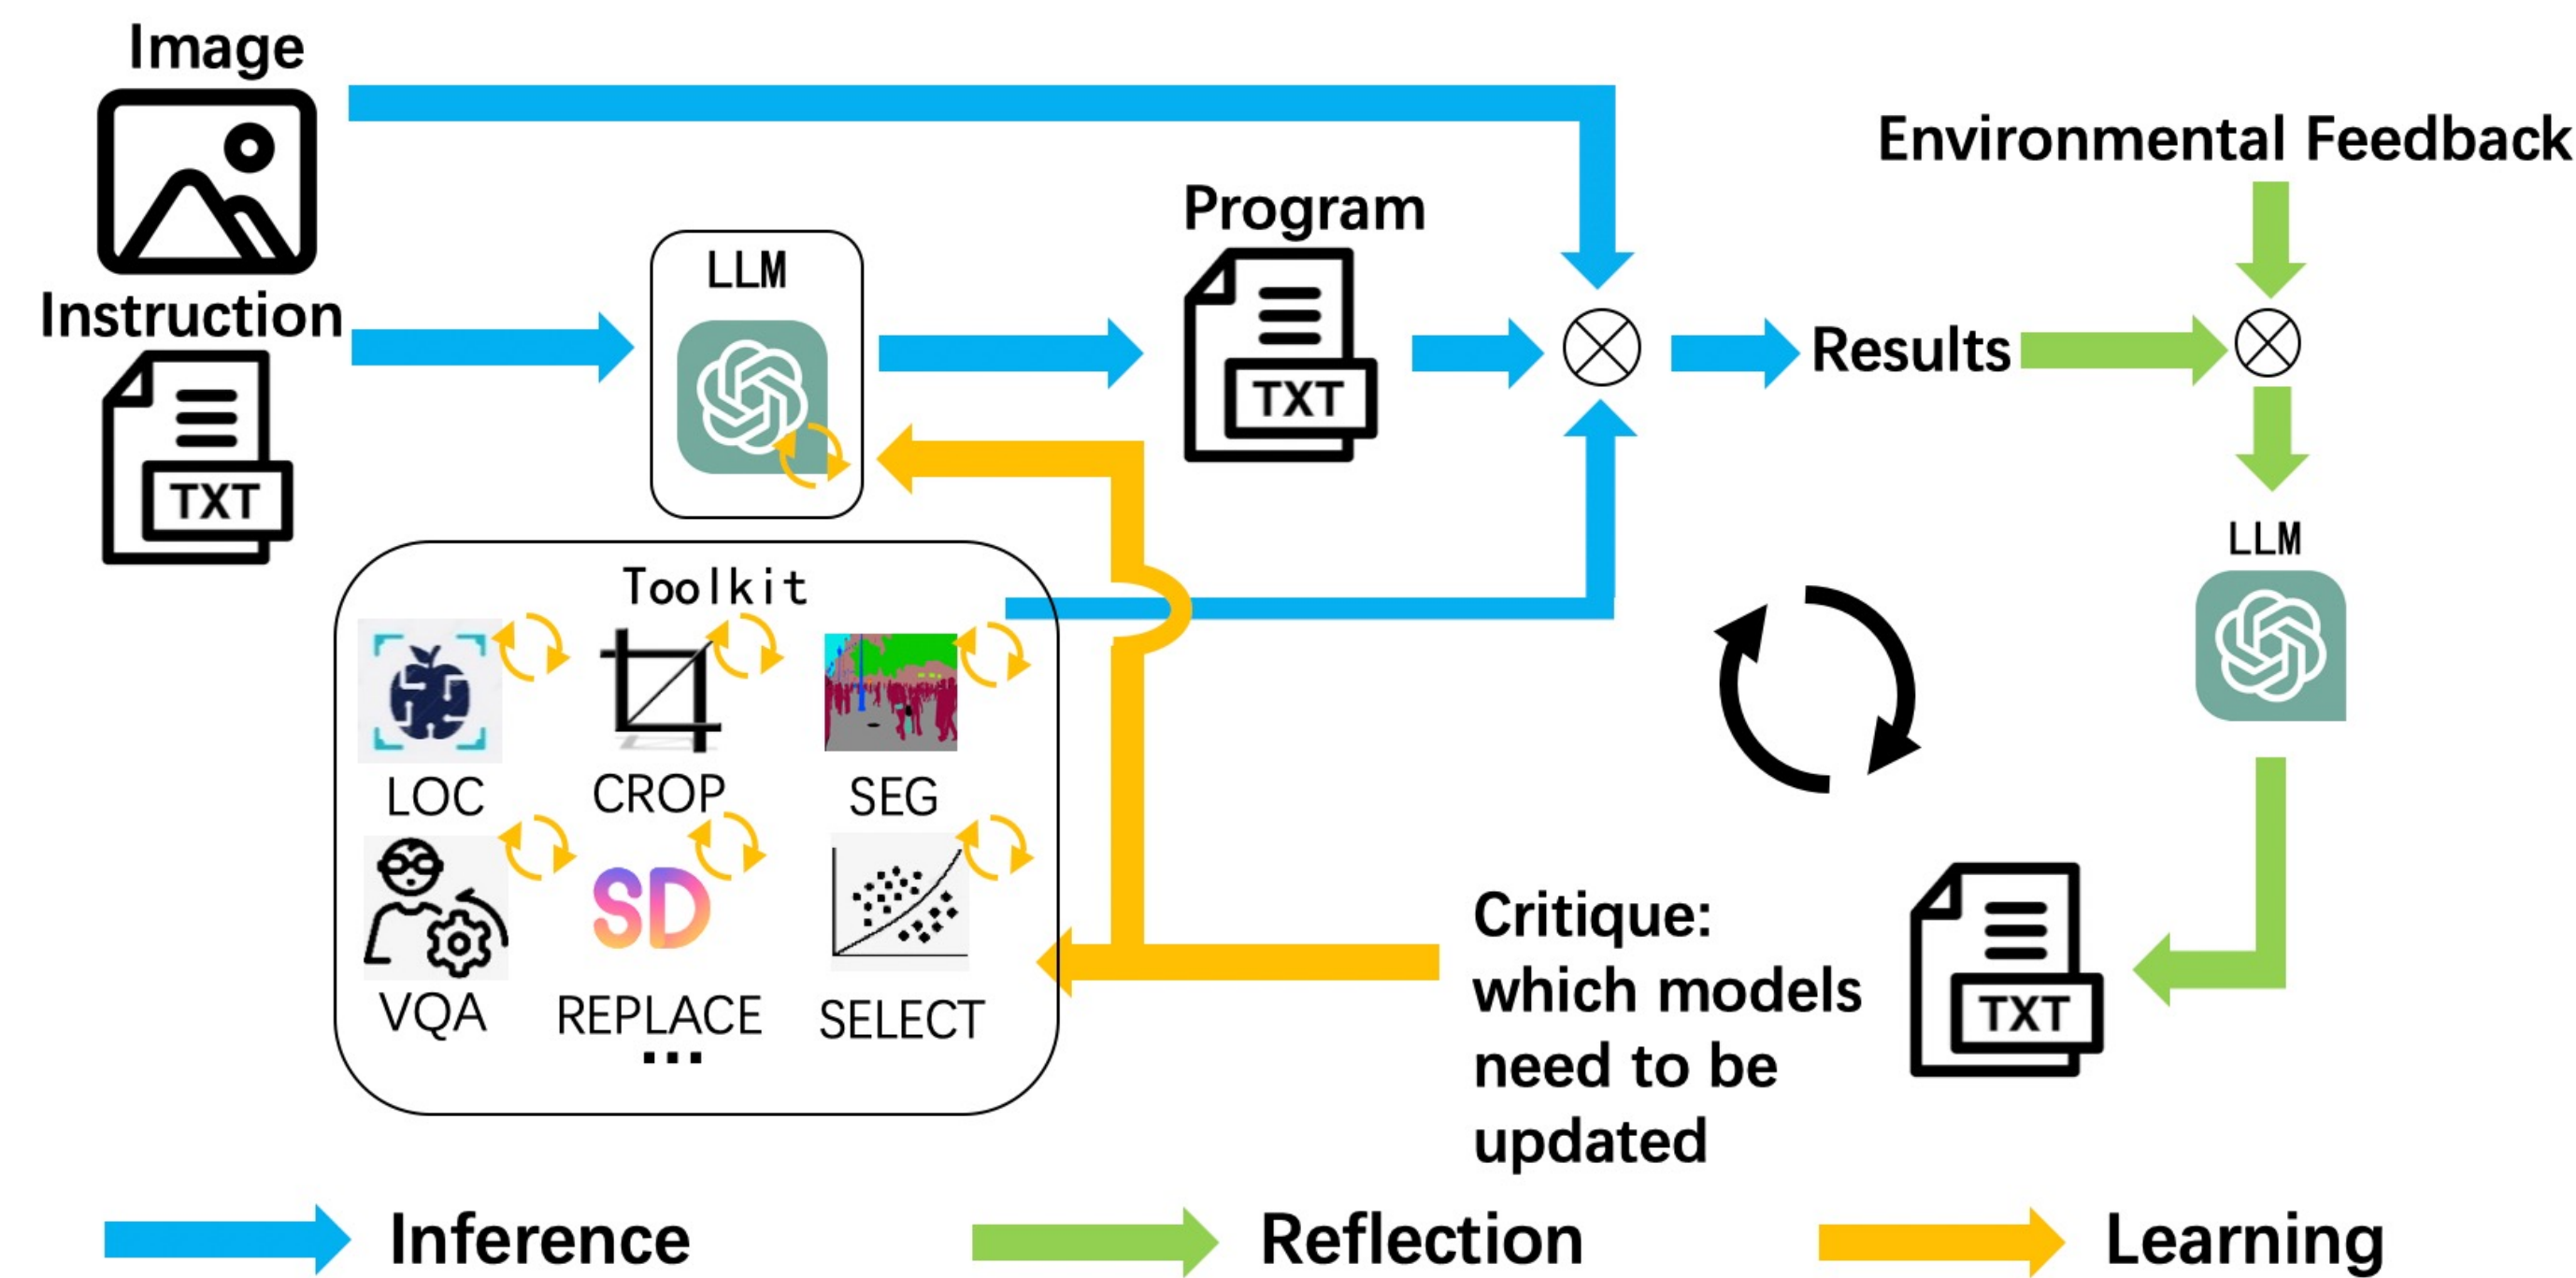 Image
Instruction
TXT
LLM
Program
TXT
Results
Environmental Feedback
LLM
Toolkit
LOC
CROP
SEG
VQA
SD
REPLACE
...
SELECT
Critique:
which models
need to be
updated
TXT
Inference
Reflection
Learning